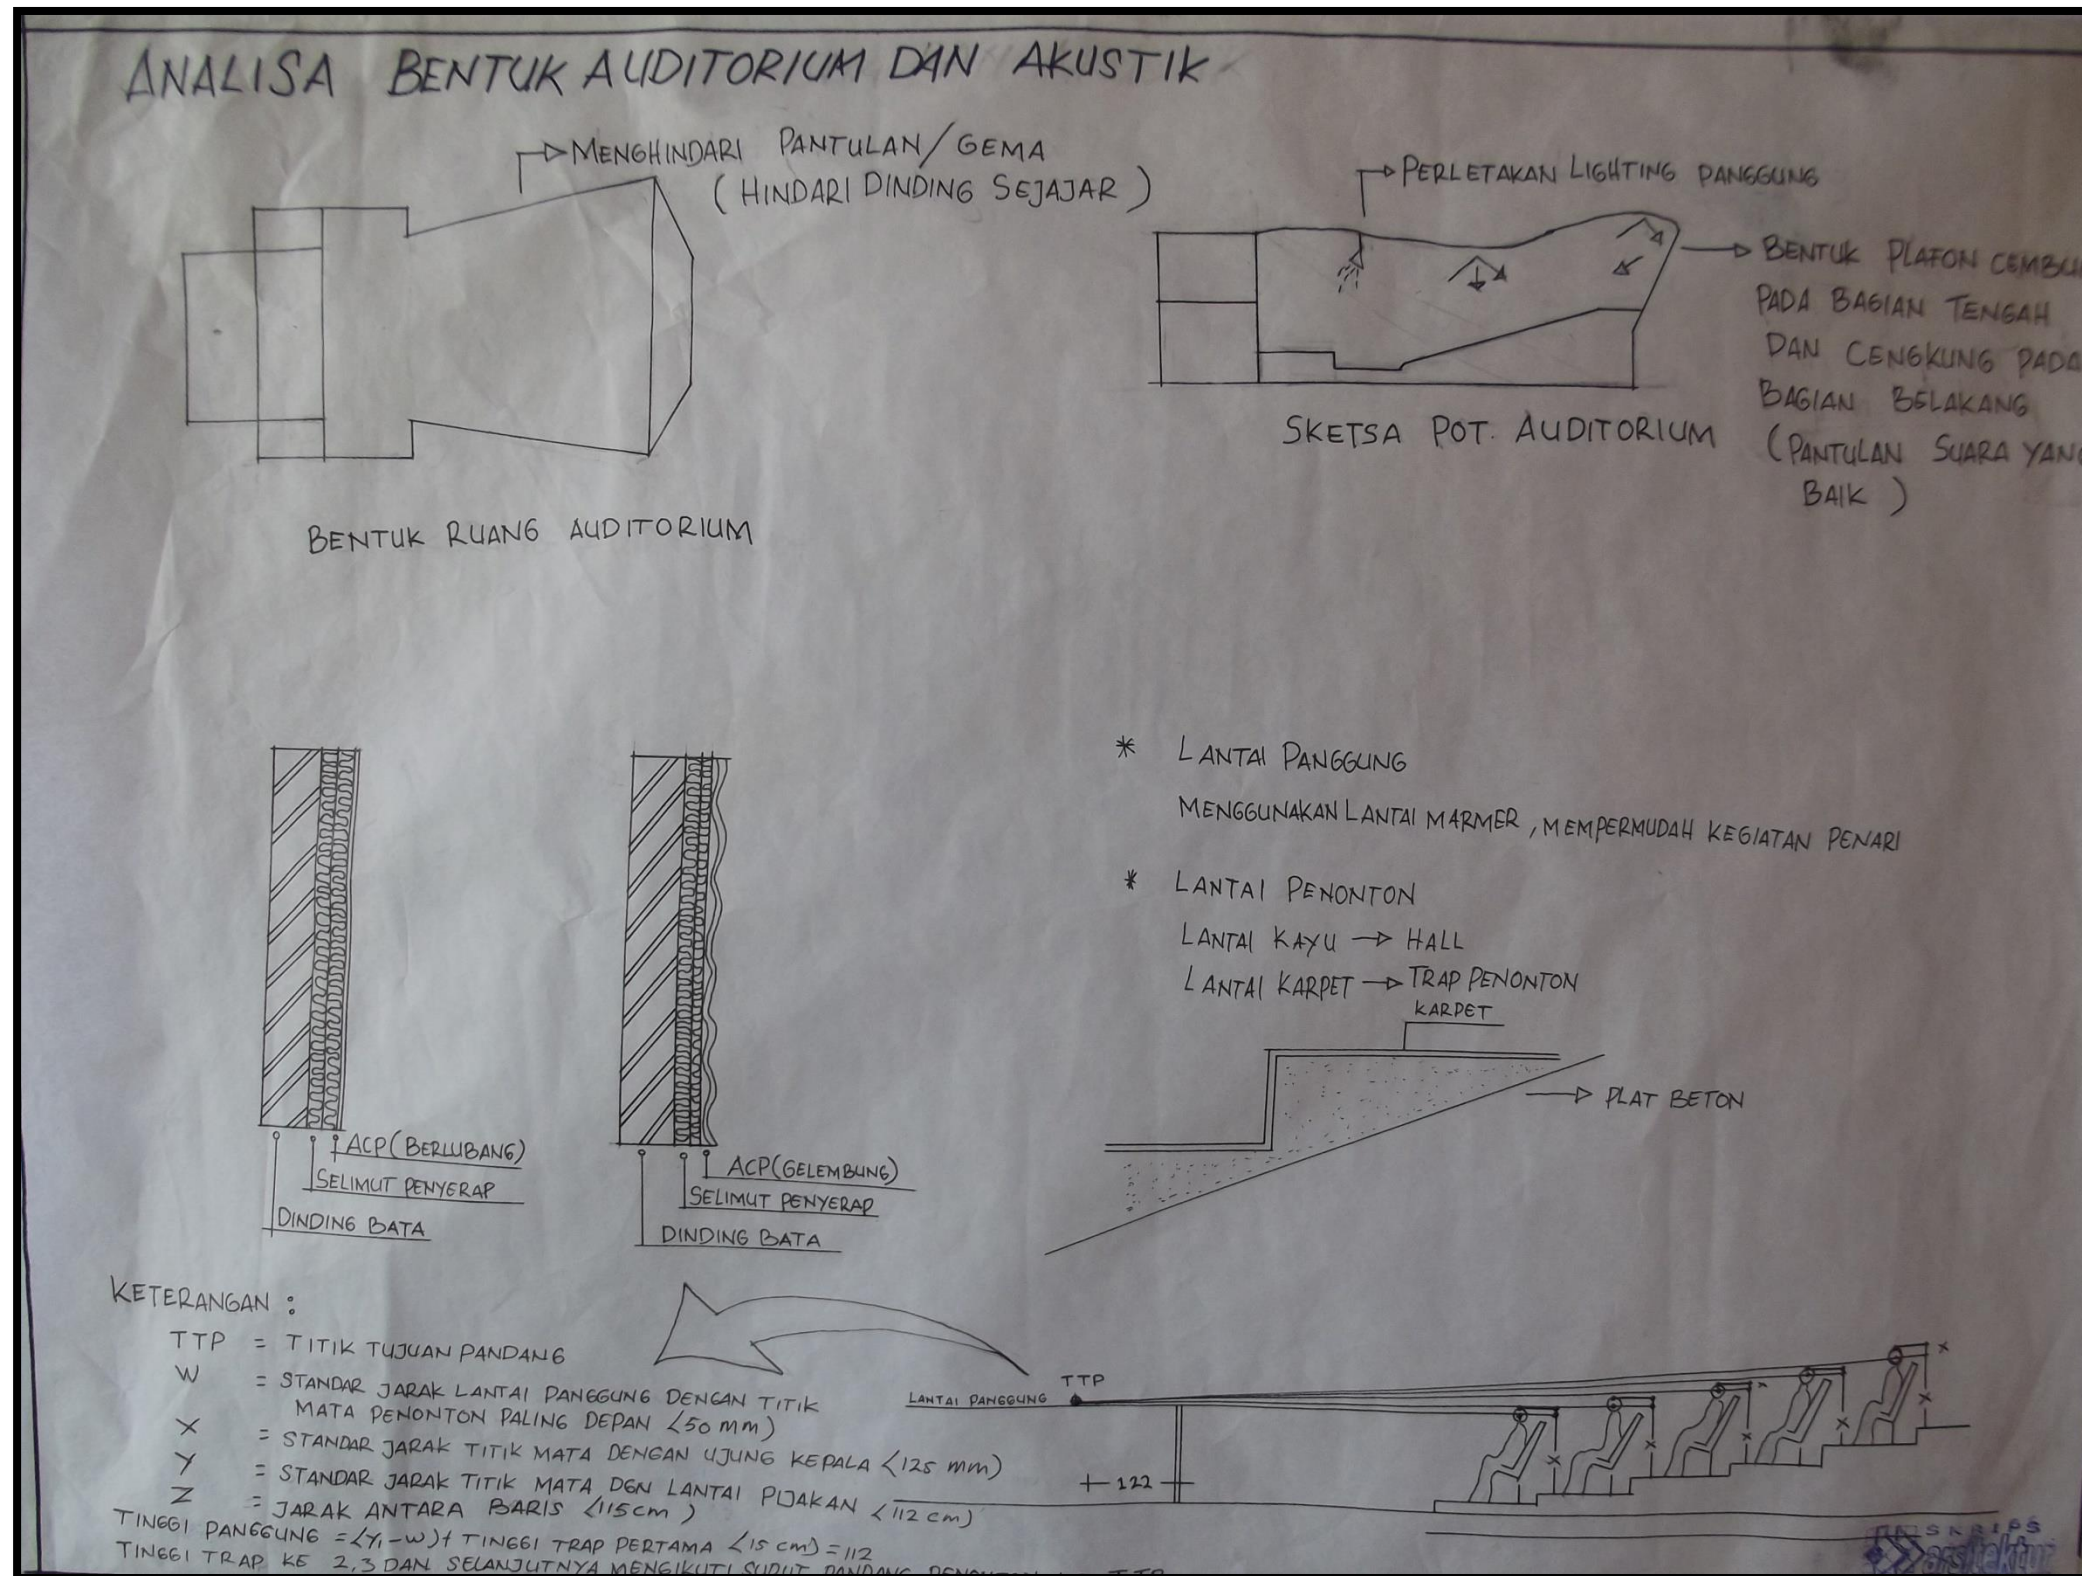 ANALISA BENTUK AUDITORIUM DAN AKUSTIK
MENGHINDARI PANTULAN/GEMA
(HINDARI DINDING SEJAJAR)
BENTUK RUANG AUDITORIUM
PERLETAKAN LIGHTING PANGGUNG
BENTUK PLAFON
PADA BAGIAN TENGAH
DAN CENGKUNG PADA
BAGIAN BELAKANG
(PANTULAN SUARA YANG
BAIK)
SKETSA POT. AUDITORIUM
ACP (BERLUBANG)
SELIMUT PENYERAP
DINDING BATA
ACP (GELEMBUNG)
SELIMUT PENYERAP
DINDING BATA
* LANTAI PANGGUNG
MENGGUNAKAN LANTAI MARMER, MEMPERMUDAH KEGIATAN PENARI
* LANTAI PENONTON
LANTAI KAYU → HALL
LANTAI KARPET → TRAP PENONTON
KARPET
PLAT BETON
KETERANGAN :
TTP = TITIK TUJUAN PANDANG
W = STANDAR JARAK LANTAI PANGGUNG DENGAN TITIK
MATA PENONTON PALING DEPAN (50 mm)
X = STANDAR JARAK TITIK MATA DENGAN UJUNG KEPALA (125 mm)
Y = STANDAR JARAK TITIK MATA DGN LANTAI PIJAKAN (112 cm)
Z = JARAK ANTARA BARIS (115 cm)
TINGGI PANGGUNG = (Y1-W)+ TINGGI TRAP PERTAMA (15 cm) = 112
TINGGI TRAP KE 2,3 DAN SELANJUTNYA MENGIKUTI SUDUT PANDANG
LANTAI PANGGUNG
TTP
122
X
X
X
X
X
X
X
SKRIPSI
arsitektur